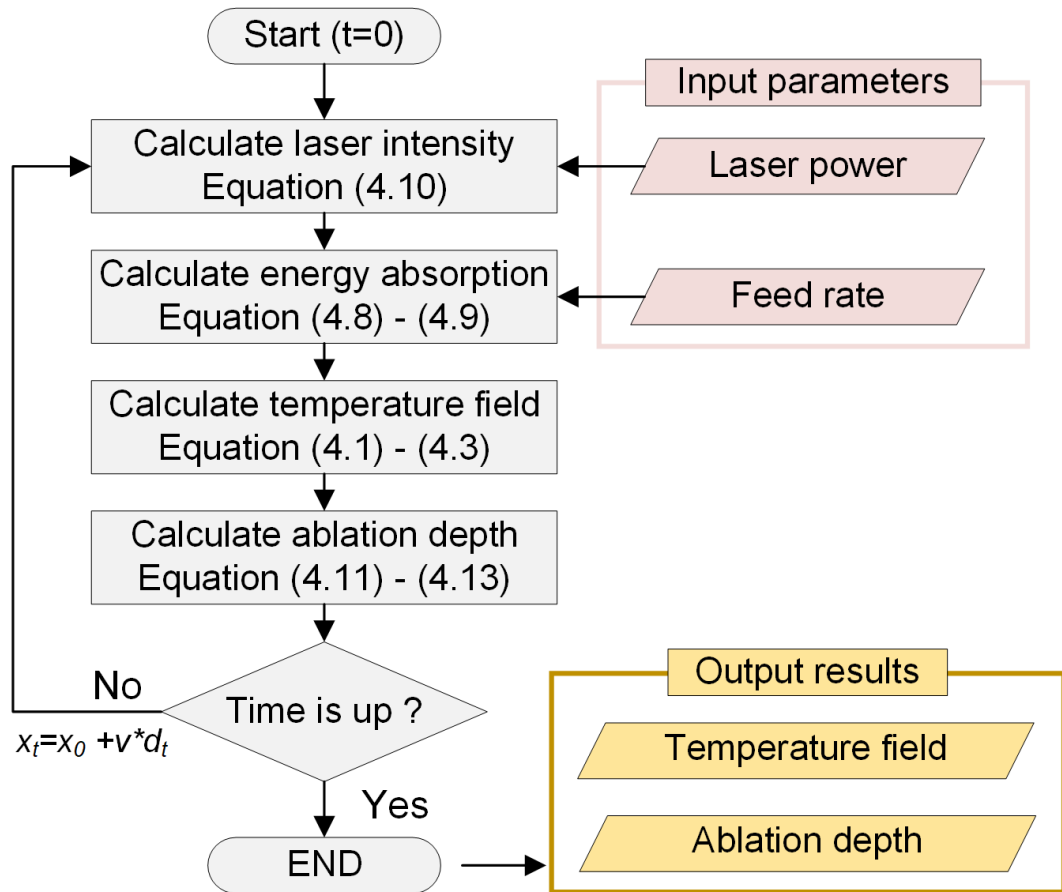 Start (t=0)
Input parameters
Calculate laser intensity
Equation (4.10)
Laser power
Calculate energy absorption
Equation (4.8) - (4.9)
Feed rate
Calculate temperature field
Equation (4.1) - (4.3)
Calculate ablation depth
Equation (4.11) - (4.13)
No
Time is up ?
x_t=x_0 +v*d_t
Yes
END
Output results
Temperature field
Ablation depth